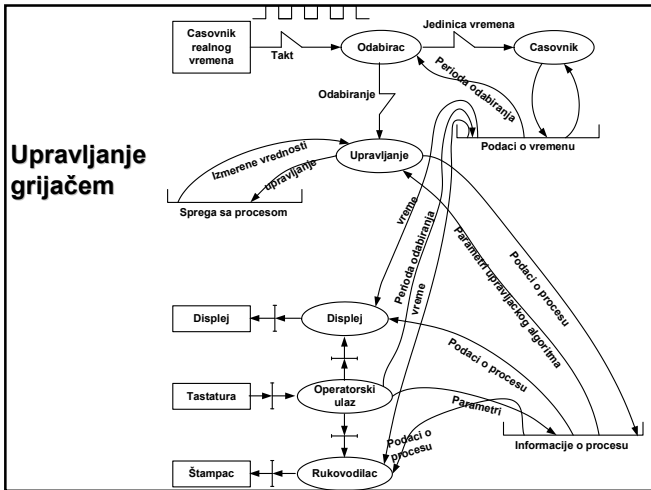 Jedinica vremena
Casovnik
realnog
vremena
Takt
Odabirac
Casovnik
Perioda odabiranja
Odabiranje
Podaci o vremenu
Upravljanje
grijačem
Izmerene vrednosti
upravljanje
Upravljanje
Sprega sa procesom
vreme
Perioda odabiranja
vreme
Parametri upravljackog algoritma
Podaci o procesu
Displej
Displej
Podaci o procesu
Tastatura
Operatorski
ulaz
Parametri
Podaci o
procesu
Informacije o procesu
Štampac
Rukovodilac